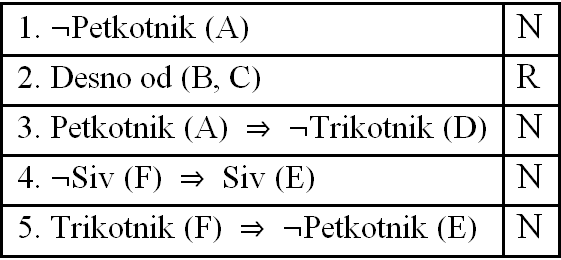 1. ¬Petkotnik (A) N
2. Desno od (B, C) R
3. Petkotnik (A) ⇒ ¬Trikotnik (D) N
4. ¬Siv (F) ⇒ Siv (E) N
5. Trikotnik (F) ⇒ ¬Petkotnik (E) N